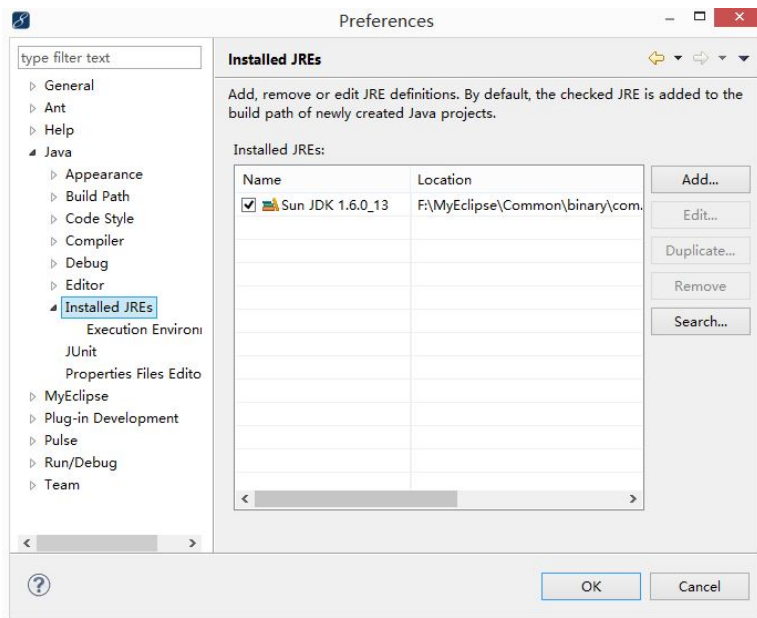 Preferences
type filter text
General
Ant
Help
Java
Appearance
Build Path
Code Style
Compiler
Debug
Editor
Installed JREs
Execution Environ
JUnit
Properties Files Edito
MyEclipse
Plug-in Development
Pulse
Run/Debug
Team
Installed JREs
Add, remove or edit JRE definitions. By default, the checked JRE is added to the
build path of newly created Java projects.
Installed JREs:
Name Location
Sun JDK 1.6.0_13 F:\MyEclipse\Common\binary\com.
Add...
Edit...
Duplicate...
Remove
Search...
OK Cancel